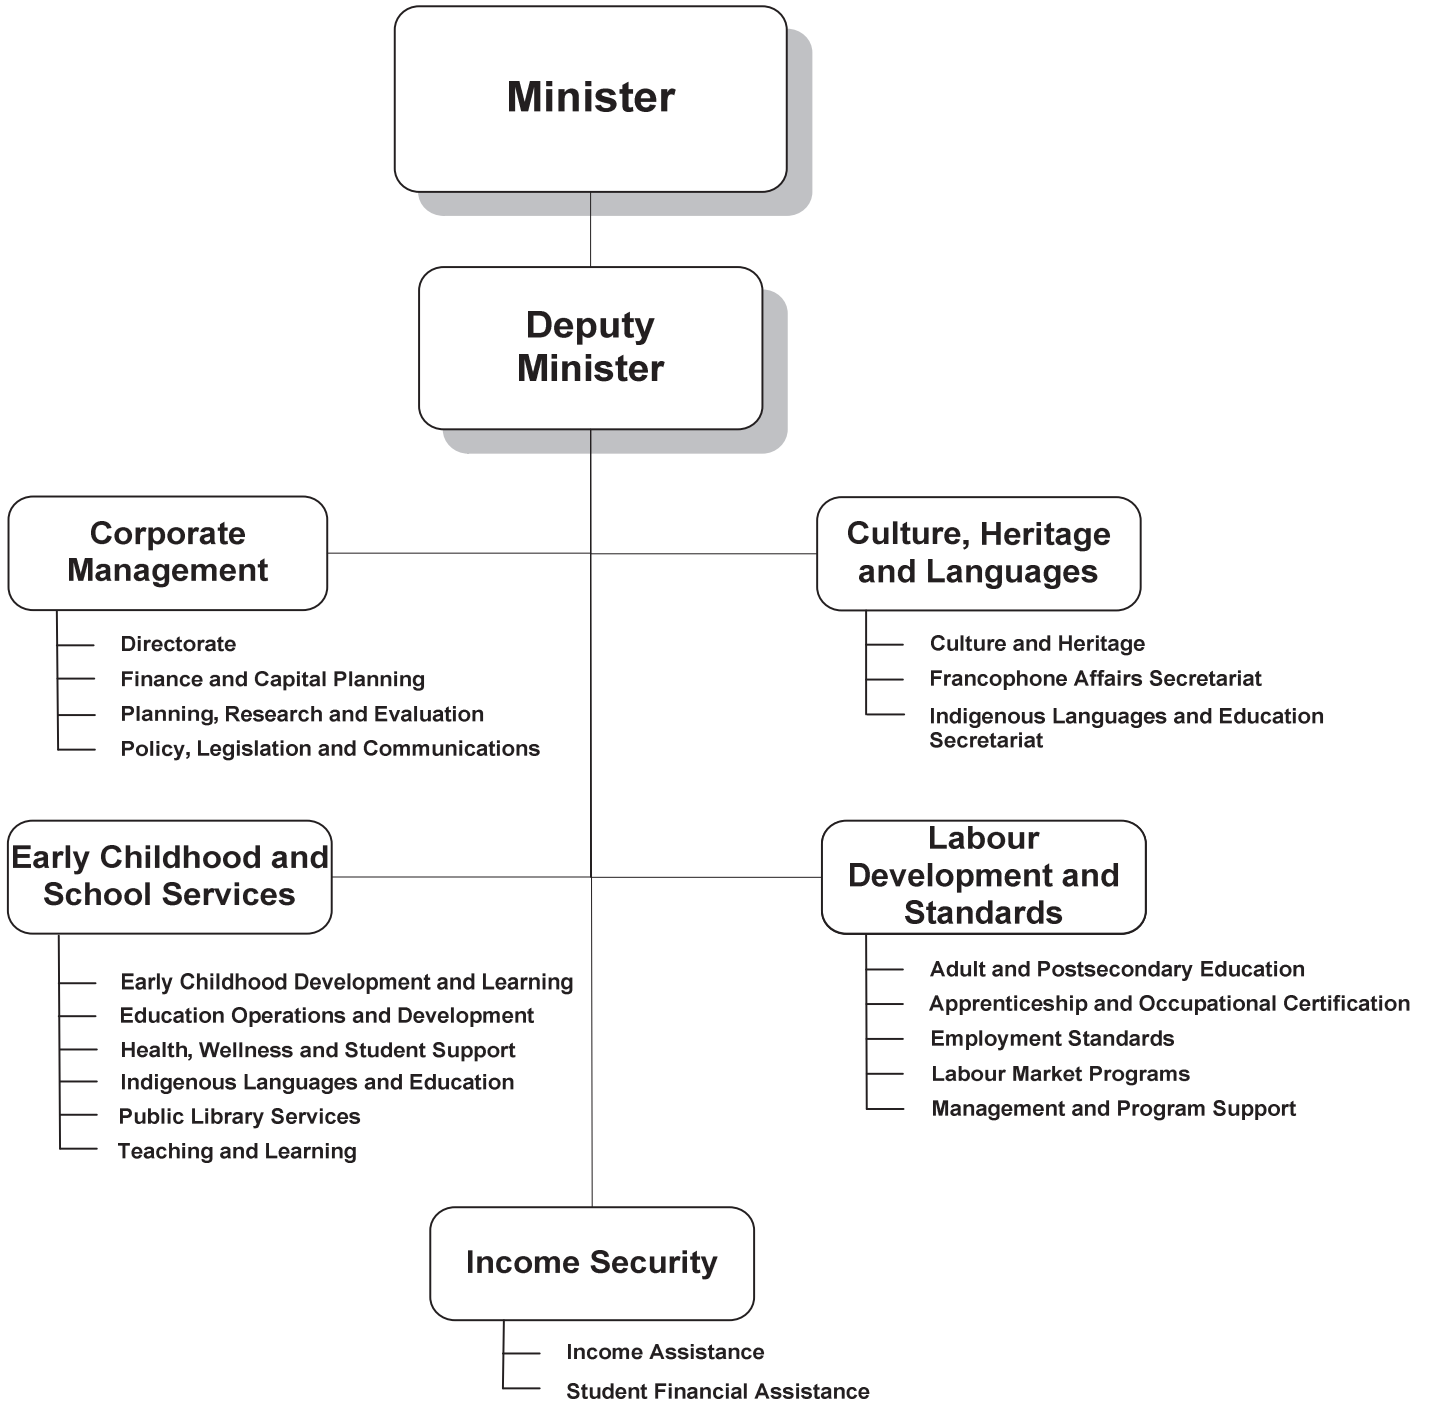 Minister
Deputy
Minister
Corporate
Management
Directorate
Finance and Capital Planning
Planning, Research and Evaluation
Policy, Legislation and Communications
Culture, Heritage
and Languages
Culture and Heritage
Francophone Affairs Secretariat
Indigenous Languages and Education
Secretariat
Early Childhood and
School Services
Early Childhood Development and Learning
Education Operations and Development
Health, Wellness and Student Support
Indigenous Languages and Education
Public Library Services
Teaching and Learning
Labour
Development and
Standards
Adult and Postsecondary Education
Apprenticeship and Occupational Certification
Employment Standards
Labour Market Programs
Management and Program Support
Income Security
Income Assistance
Student Financial Assistance